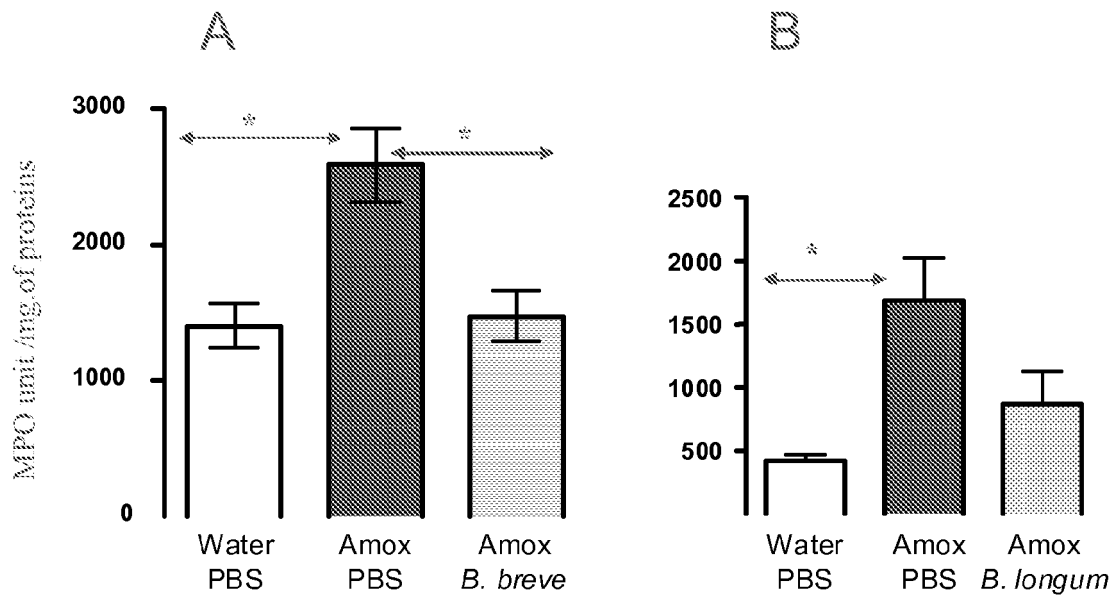 A
MPO unit /mg.of proteins
3000
2000
1000
0
*
*
Water
PBS
Amox
PBS
Amox
B. breve
B
2500
2000
1500
1000
500
*
Water
PBS
Amox
PBS
Amox
B. longum